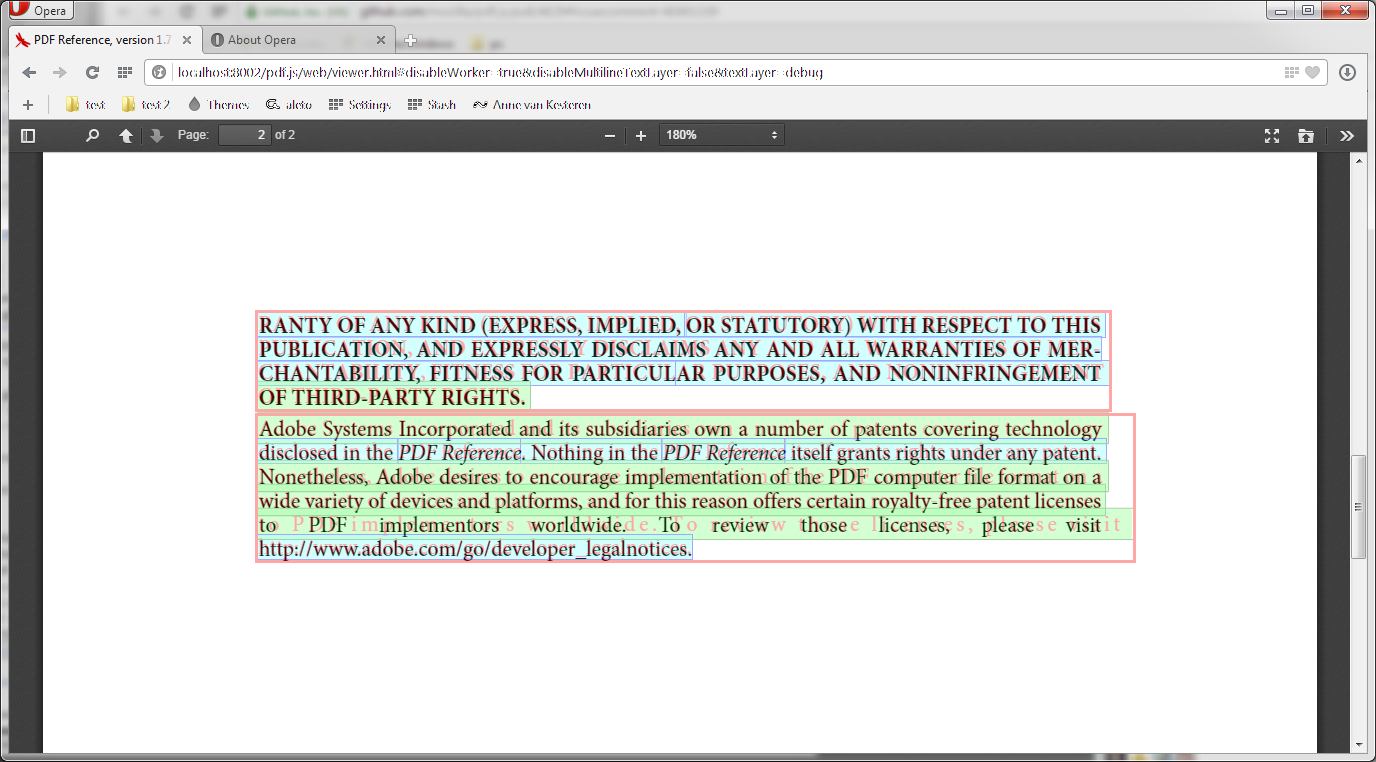 Opera
PDF Reference, version 1.7
About Opera
localhost:8002/pdf.js/web/viewer.html#disableWorker=true&disableMultilineTextLayer=false&textLayer=debug
test
test 2
Themes
aleto
Settings
Stash
Anne van Kesteren
Page: 2 of 2
180%
RANTY OF ANY KIND (EXPRESS, IMPLIED, OR STATUTORY) WITH RESPECT TO THIS
PUBLICATION, AND EXPRESSLY DISCLAIMS ANY AND ALL WARRANTIES OF MER-
CHANTABILITY, FITNESS FOR PARTICULAR PURPOSES, AND NONINFRINGEMENT
OF THIRD-PARTY RIGHTS.
Adobe Systems Incorporated and its subsidiaries own a number of patents covering technology
disclosed in the PDF Reference. Nothing in the PDF Reference itself grants rights under any patent.
Nonetheless, Adobe desires to encourage implementation of the PDF computer file format on a
wide variety of devices and platforms, and for this reason offers certain royalty-free patent licenses
to PDF implementors worldwide. To review those licenses, please visit
http://www.adobe.com/go/developer_legalnotices.